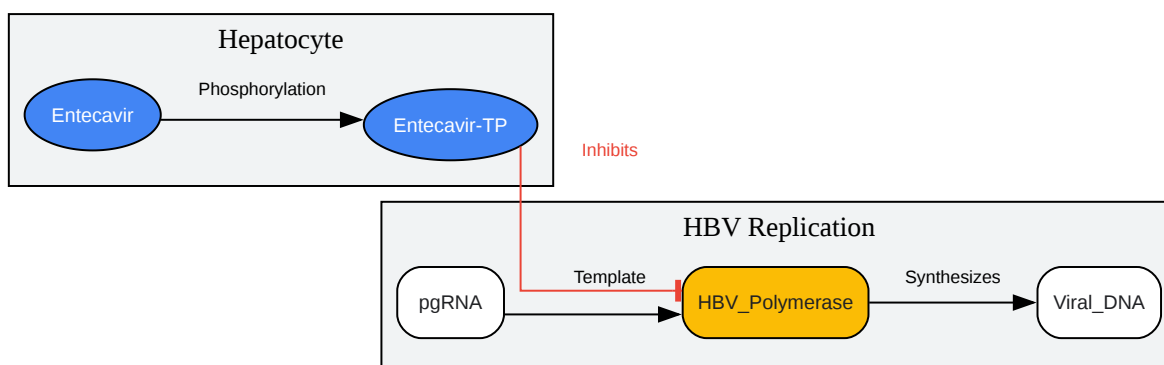 Hepatocyte
Phosphorylation
Entecavir
Entecavir-TP
Inhibits
HBV Replication
Template
Synthesizes
pgRNA
HBV_Polymerase
Viral_DNA